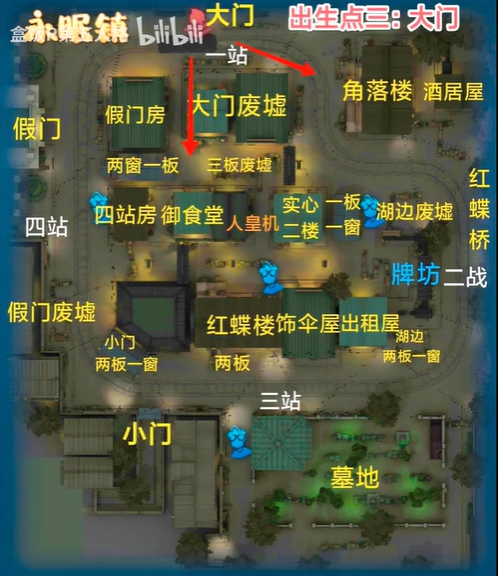 永眠镇
bilibili
大门
出生点三：大门
一站
角落楼
酒居屋
假门房
大门废墟
假门
两窗一板
三板废墟
红蝶桥
四站房
御食堂
人皇机
实心二楼
一板一窗
湖边废墟
四站
牌坊
二战
假门废墟
红蝶楼
饰伞屋
出租屋
小门
两板一窗
两板
湖边
两板一窗
三站
小门
墓地